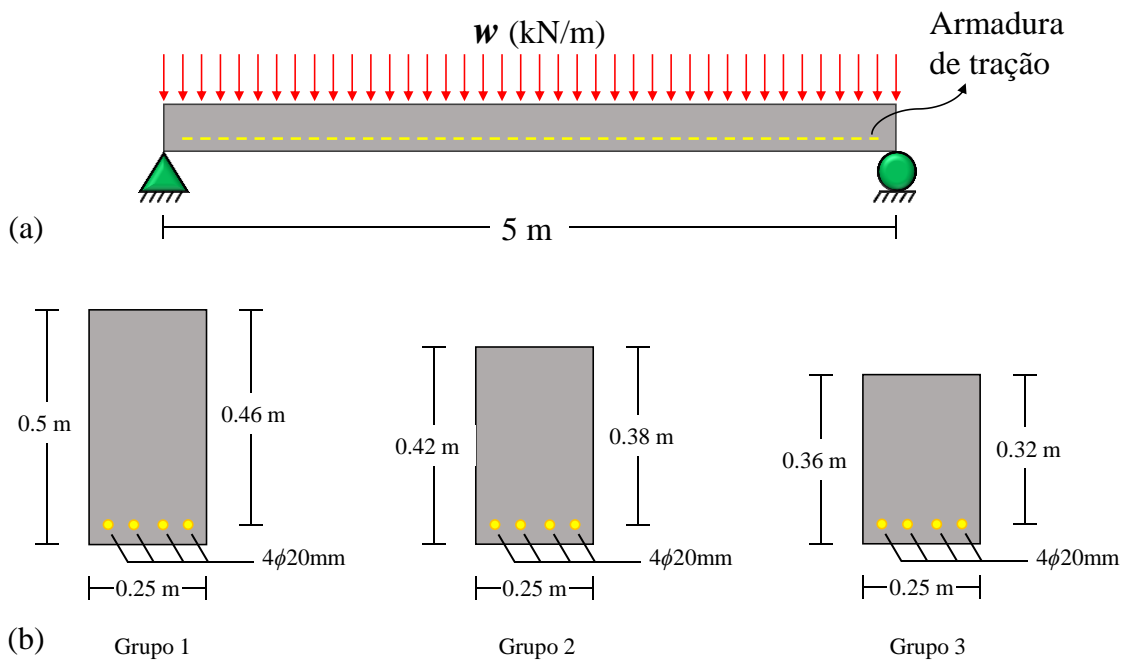 w (kN/m)
Armadura
de tração
(a)
5 m
0.5 m
0.46 m
4ϕ20mm
0.25 m
0.42 m
0.38 m
4ϕ20mm
0.25 m
0.36 m
0.32 m
4ϕ20mm
0.25 m
(b)
Grupo 1
Grupo 2
Grupo 3